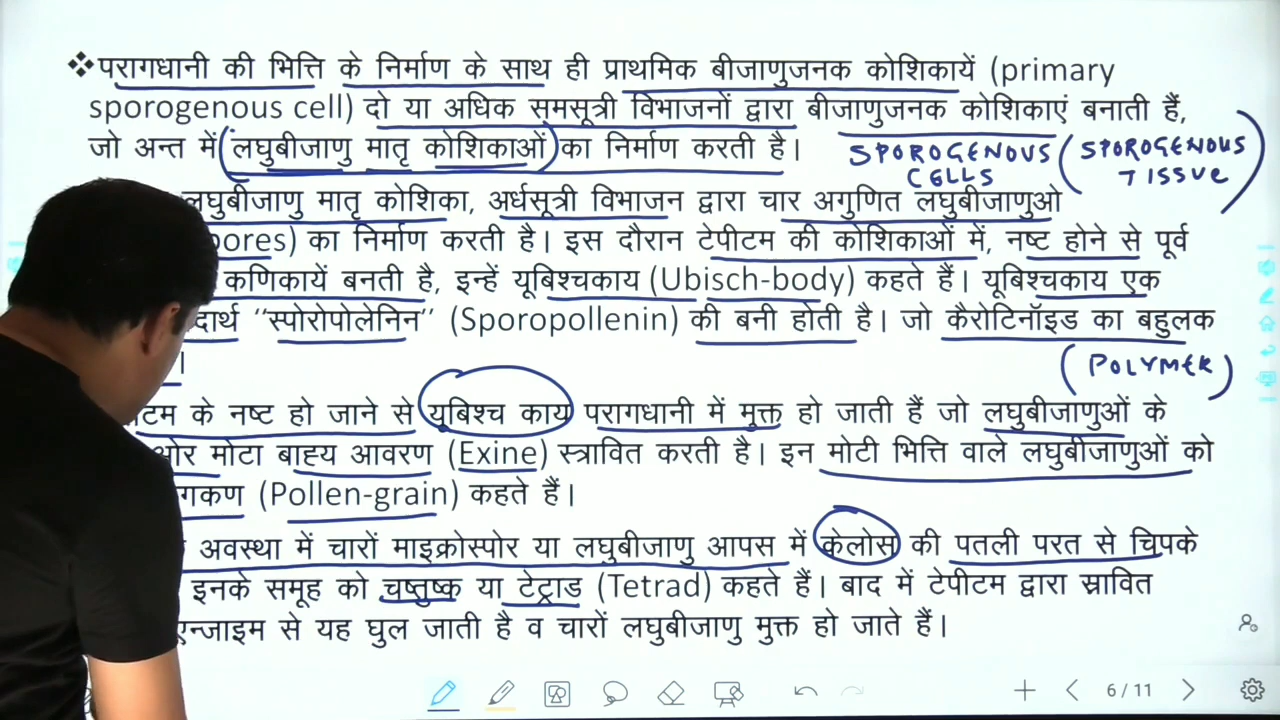 ❖परागधानी की भित्ति के निर्माण के साथ ही प्राथमिक बीजाणुजनक कोशिकायें (primary
sporogenous cell) दो या अधिक समसूत्री विभाजनों द्वारा बीजाणुजनक कोशिकाएं बनाती हैं,
जो अन्त में लघुबीजाणु मातृ कोशिकाओं का निर्माण करती है।
SPOROGENOUS CELLS
(SPOROGENOUS TISSUE)
लघुबीजाणु मातृ कोशिका, अर्धसूत्री विभाजन द्वारा चार अगुणित लघुबीजाणुओ
pores) का निर्माण करती है। इस दौरान टेपीटम की कोशिकाओं में, नष्ट होने से पूर्व
कणिकायें बनती है, इन्हें यूबिश्चकाय (Ubisch-body) कहते हैं। यूबिश्चकाय एक
दार्थ “स्पोरोपोलेनिन” (Sporopollenin) की बनी होती है। जो कैरोटिनॉइड का बहुलक
।
(POLYMER)
टम के नष्ट हो जाने से यूबिश्च काय परागधानी में मुक्त हो जाती हैं जो लघुबीजाणुओं के
ओर मोटा बाह्य आवरण (Exine) स्त्रावित करती है। इन मोटी भित्ति वाले लघुबीजाणुओं को
गकण (Pollen-grain) कहते हैं।
अवस्था में चारों माइक्रोस्पोर या लघुबीजाणु आपस में केलोस की पतली परत से चिपके
इनके समूह को चष्तुष्क या टेट्राड (Tetrad) कहते हैं। बाद में टेपीटम द्वारा स्रावित
एन्जाइम से यह घुल जाती है व चारों लघुबीजाणु मुक्त हो जाते हैं।
6 / 11